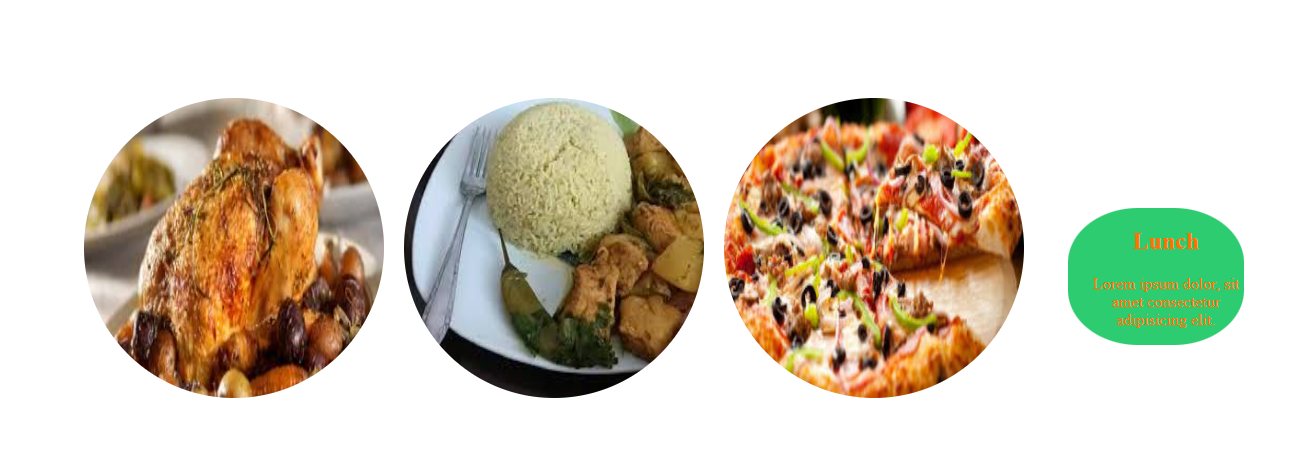 Lunch
Lorem ipsum dolor, sit
amet consectetur
adipisicing elit.